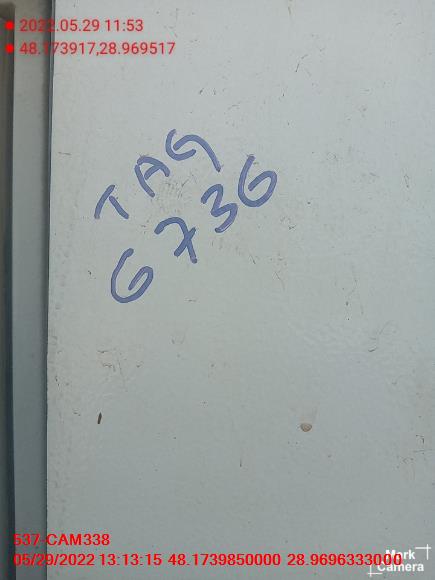 2022.05.29 11:53
48.173917,28.969517
TAG
6736
537-CAM338
05/29/2022 13:13:15 48.1739850000 28.9696333000
Mark
Camera